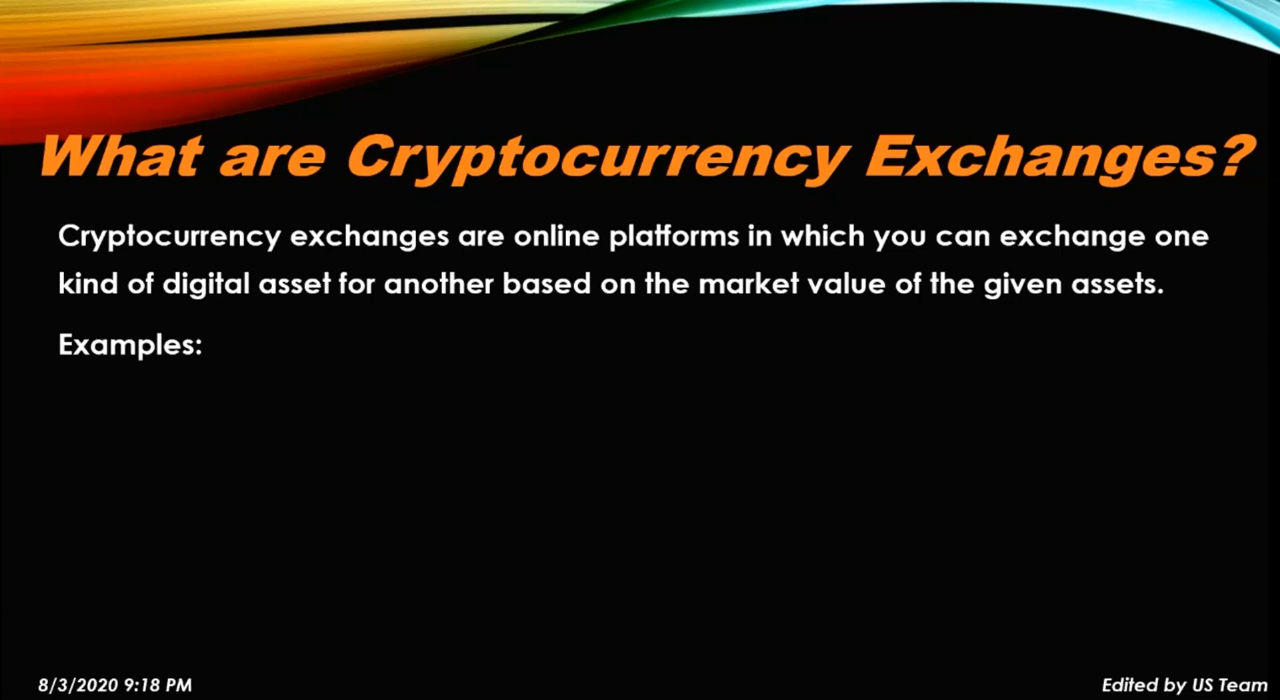 What are Cryptocurrency Exchanges?
Cryptocurrency exchanges are online platforms in which you can exchange one
kind of digital asset for another based on the market value of the given assets.
Examples:
8/3/2020 9:18 PM
Edited by US Team